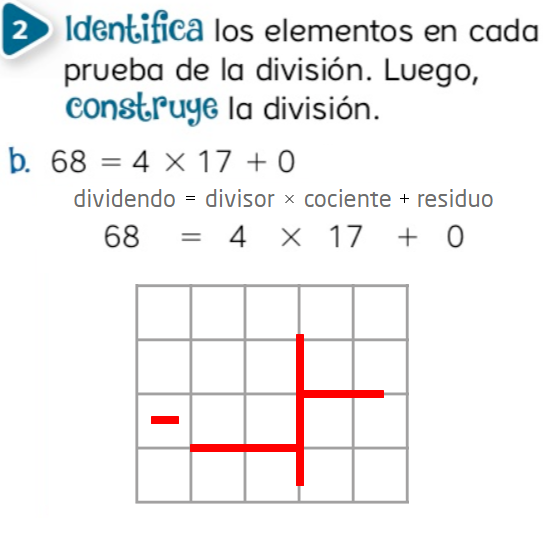 2 Identifica los elementos en cada
prueba de la división. Luego,
construye la división.
b. 68 = 4 × 17 + 0
dividendo = divisor × cociente + residuo
68 = 4 × 17 + 0